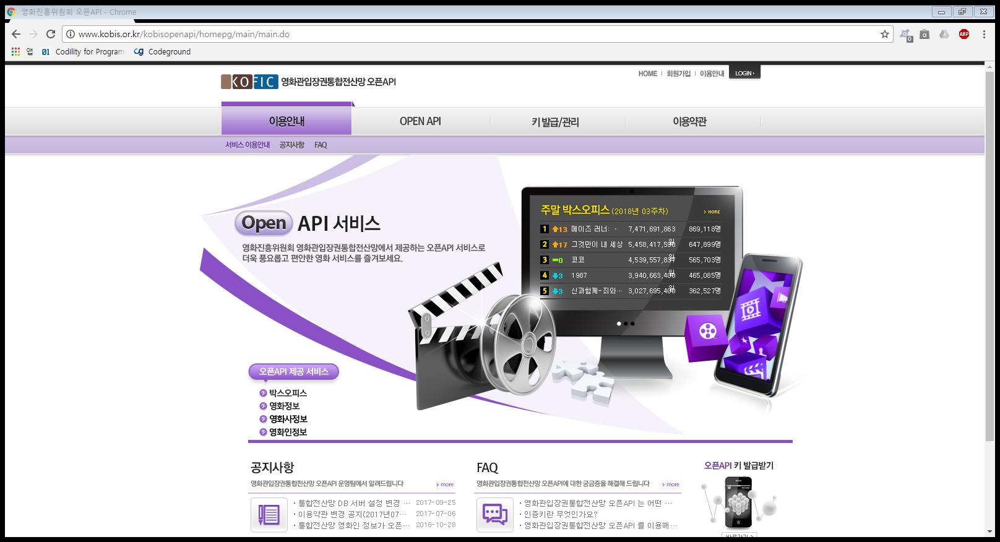 영화진흥위원회 오픈API - Chrome
www.kobis.or.kr/kobisopenapi/homepg/main/main.do
0
a
ABP
앱
01 Codility for Program
cg Codeground
KOFIC 영화관입장권통합전산망 오픈API
HOME 회원가입 이용안내 LOGIN
이용안내 OPEN API 키 발급/관리 이용약관
서비스 이용안내 공지사항 FAQ
Open API 서비스
영화진흥위원회 영화관입장권통합전산망에서 제공하는 오픈API 서비스로
더욱 풍요롭고 편안한 영화 서비스를 즐겨보세요.
주말 박스오피스 (2018년 03주차) MORE
1 13 메이즈 러너: ··· 7,471,691,863원 869,118명
2 17 그것만이 내 세상 5,458,417,590원 647,899명
3 0 코코 4,539,557,831원 565,703명
4 3 1987 3,940,663,400원 465,085명
5 3 신과함께-죄와··· 3,027,695,400 362,527명
오픈API 제공 서비스
박스오피스
영화정보
영화사정보
영화인정보
공지사항
영화관입장권통합전산망 오픈API 운영팀에서 알려드립니다 more
· 통합전산망 DB 서버 설정 변경 ··· 2017-09-25
· 이용약관 변경 공지(2017년07··· 2017-07-06
· 통합전산망 영화인 정보가 오픈··· 2016-10-28
FAQ
영화관입장권통합전산망 오픈API에 대한 궁금증을 해결해 드립니다 more
· 영화관입장권통합전산망 오픈API 는 어떤 ···
· 인증키란 무엇인가요?
· 영화관입장권통합전산망 오픈API 를 이용해···
오픈API 키 발급받기